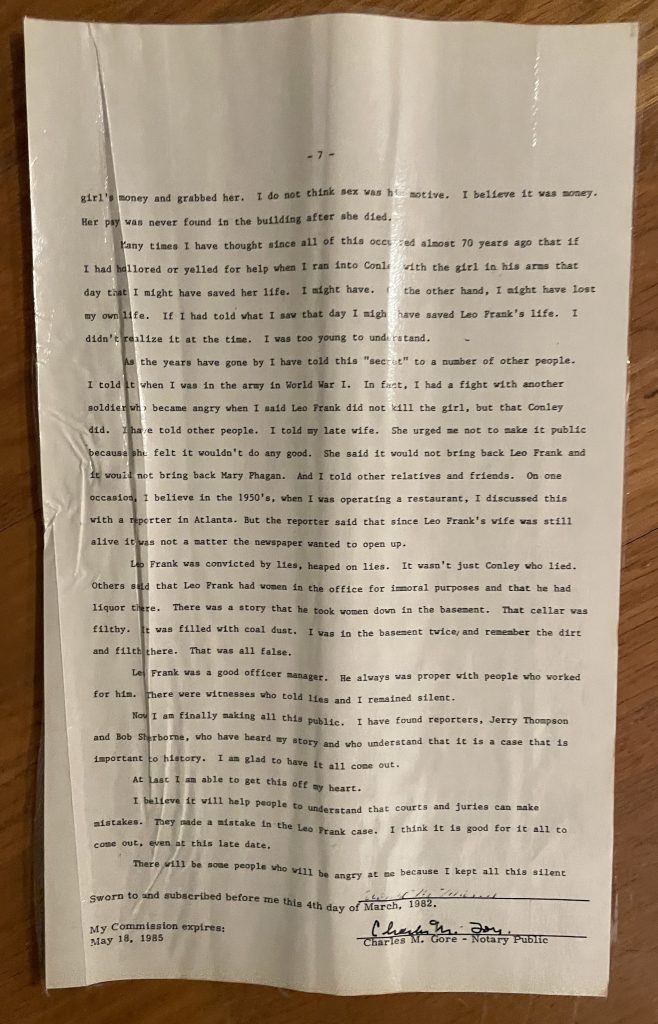 - 7 -
girl's money and grabbed her. I do not think sex was his motive. I believe it was money.
Her pay was never found in the building after she died.
Many times I have thought since all of this occurred almost 70 years ago that if
I had hollored or yelled for help when I ran into Conley with the girl in his arms that
day that I might have saved her life. I might have. On the other hand, I might have lost
my own life. If I had told what I saw that day I might have saved Leo Frank's life. I
didn't realize it at the time. I was too young to understand.
As the years have gone by I have told this "secret" to a number of other people.
I told it when I was in the army in World War I. In fact, I had a fight with another
soldier who became angry when I said Leo Frank did not kill the girl, but that Conley
did. I have told other people. I told my late wife. She urged me not to make it public
because she felt it wouldn't do any good. She said it would not bring back Leo Frank and
it would not bring back Mary Phagan. And I told other relatives and friends. On one
occasion, I believe in the 1950's, when I was operating a restaurant, I discussed this
with a reporter in Atlanta. But the reporter said that since Leo Frank's wife was still
alive it was not a matter the newspaper wanted to open up.
Leo Frank was convicted by lies, heaped on lies. It wasn't just Conley who lied.
Others said that Leo Frank had women in the office for immoral purposes and that he had
liquor there. There was a story that he took women down in the basement. That cellar was
filthy. It was filled with coal dust. I was in the basement twice, and remember the dirt
and filth there. That was all false.
Leo Frank was a good officer manager. He always was proper with people who worked
for him. There were witnesses who told lies and I remained silent.
Now I am finally making all this public. I have found reporters, Jerry Thompson
and Bob Sherborne, who have heard my story and who understand that it is a case that is
important to history. I am glad to have it all come out.
At last I am able to get this off my heart.
I believe it will help people to understand that courts and juries can make
mistakes. They made a mistake in the Leo Frank case. I think it is good for it all to
come out, even at this late date.
There will be some people who will be angry at me because I kept all this silent
Sworn to and subscribed before me this 4th day of March, 1982.
My Commission expires:
May 18, 1985
Charles M. Gore
Charles M. Gore - Notary Public